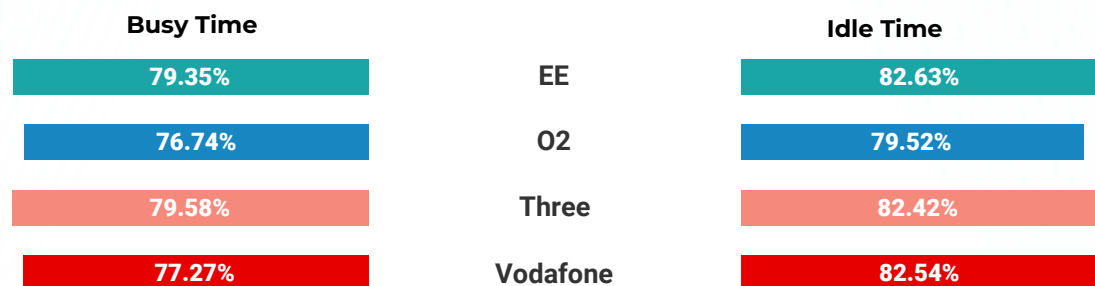 Busy Time Idle Time
79.35% EE 82.63%
76.74% O2 79.52%
79.58% Three 82.42%
77.27% Vodafone 82.54%